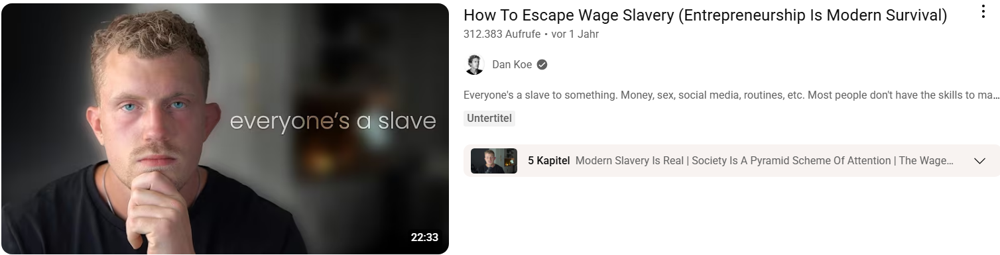 everyone's a slave
22:33
How To Escape Wage Slavery (Entrepreneurship Is Modern Survival)
312.383 Aufrufe • vor 1 Jahr
Dan Koe
Everyone's a slave to something. Money, sex, social media, routines, etc. Most people don't have the skills to ma...
Untertitel
5 Kapitel Modern Slavery Is Real | Society Is A Pyramid Scheme Of Attention | The Wage...